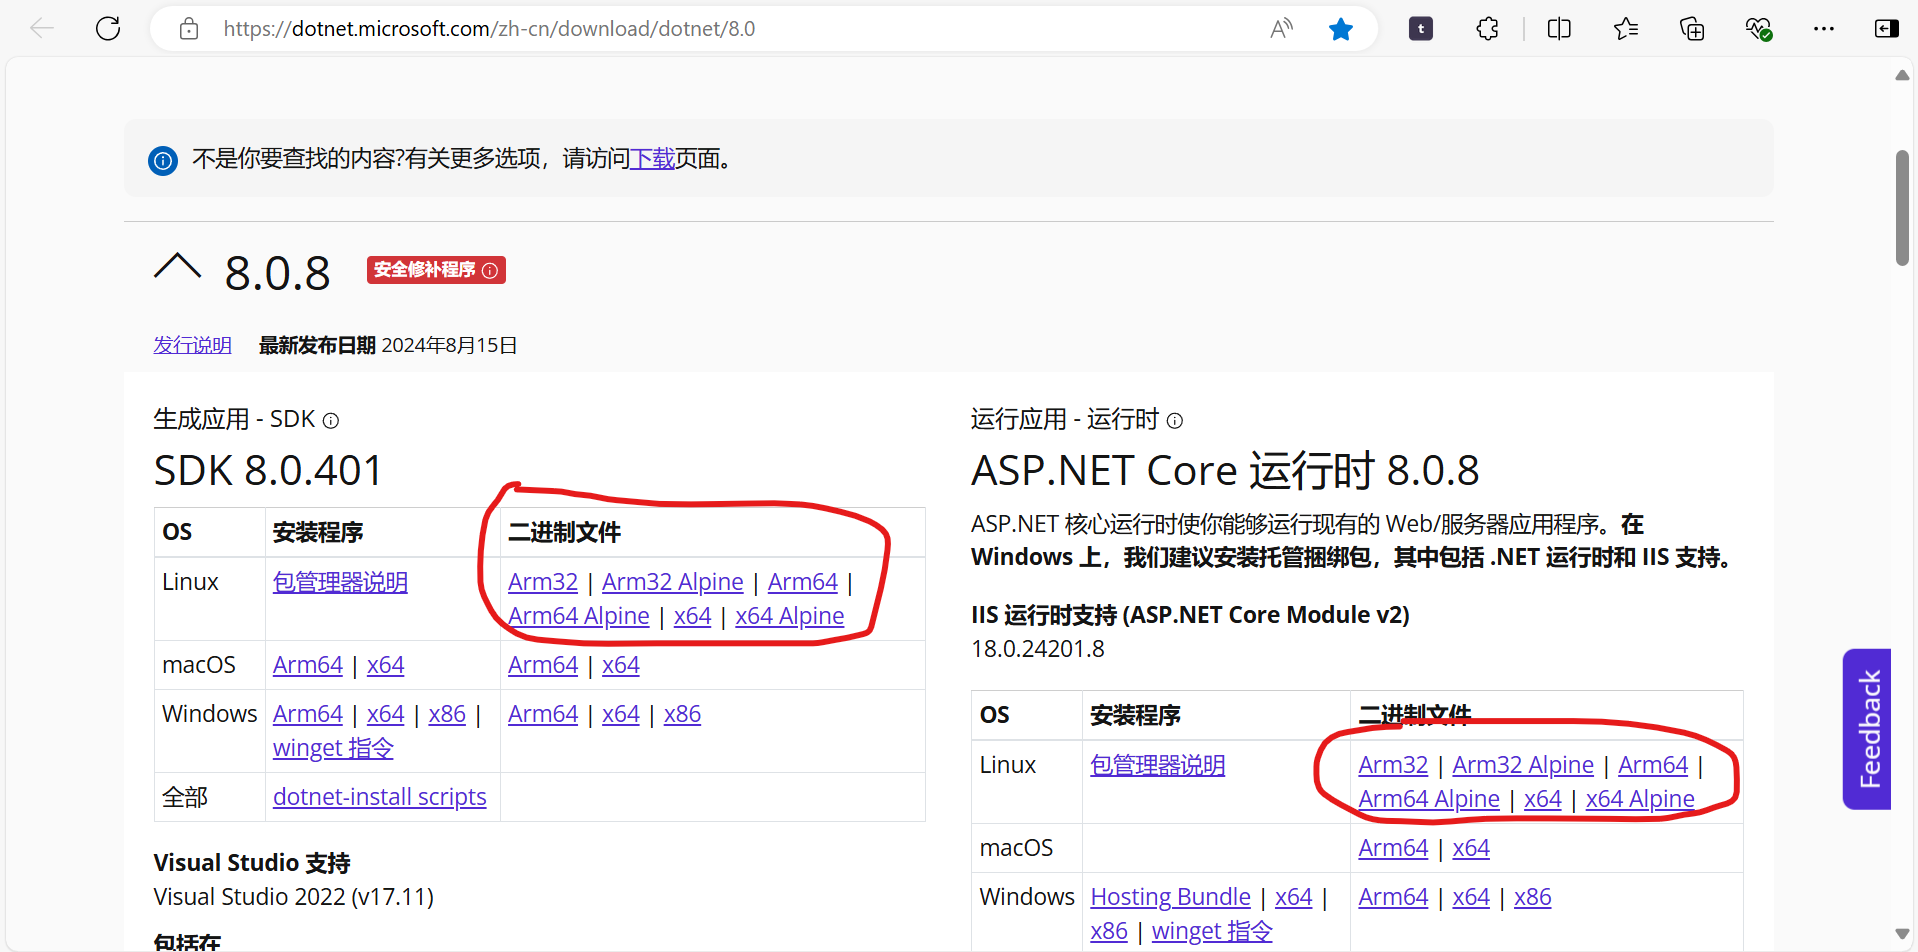 https://dotnet.microsoft.com/zh-cn/download/dotnet/8.0
不是你要查找的内容?有关更多选项，请访问下载页面。
8.0.8 安全修补程序
发行说明 最新发布日期 2024年8月15日
生成应用 - SDK
SDK 8.0.401
OS 安装程序 二进制文件
Linux 包管理器说明 Arm32 | Arm32 Alpine | Arm64 |
Arm64 Alpine | x64 | x64 Alpine
macOS Arm64 | x64 Arm64 | x64
Windows Arm64 | x64 | x86 | Arm64 | x64 | x86
winget 指令
全部 dotnet-install scripts
Visual Studio 支持
Visual Studio 2022 (v17.11)
包括在
运行应用 - 运行时
ASP.NET Core 运行时 8.0.8
ASP.NET 核心运行时使你能够运行现有的 Web/服务器应用程序。在
Windows 上，我们建议安装托管捆绑包，其中包括 .NET 运行时和 IIS 支持。
IIS 运行时支持 (ASP.NET Core Module v2)
18.0.24201.8
OS 安装程序 二进制文件
Linux 包管理器说明 Arm32 | Arm32 Alpine | Arm64 |
Arm64 Alpine | x64 | x64 Alpine
macOS Arm64 | x64
Windows Hosting Bundle | x64 | Arm64 | x64 | x86
x86 | winget 指令
Feedback